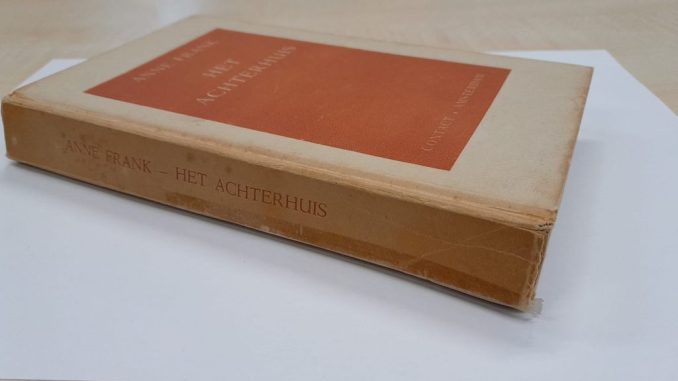 ANNE FRANK
HET
ACHTERHUIS
CONTACT . AMSTERDAM
ANNE FRANK — HET ACHTERHUIS